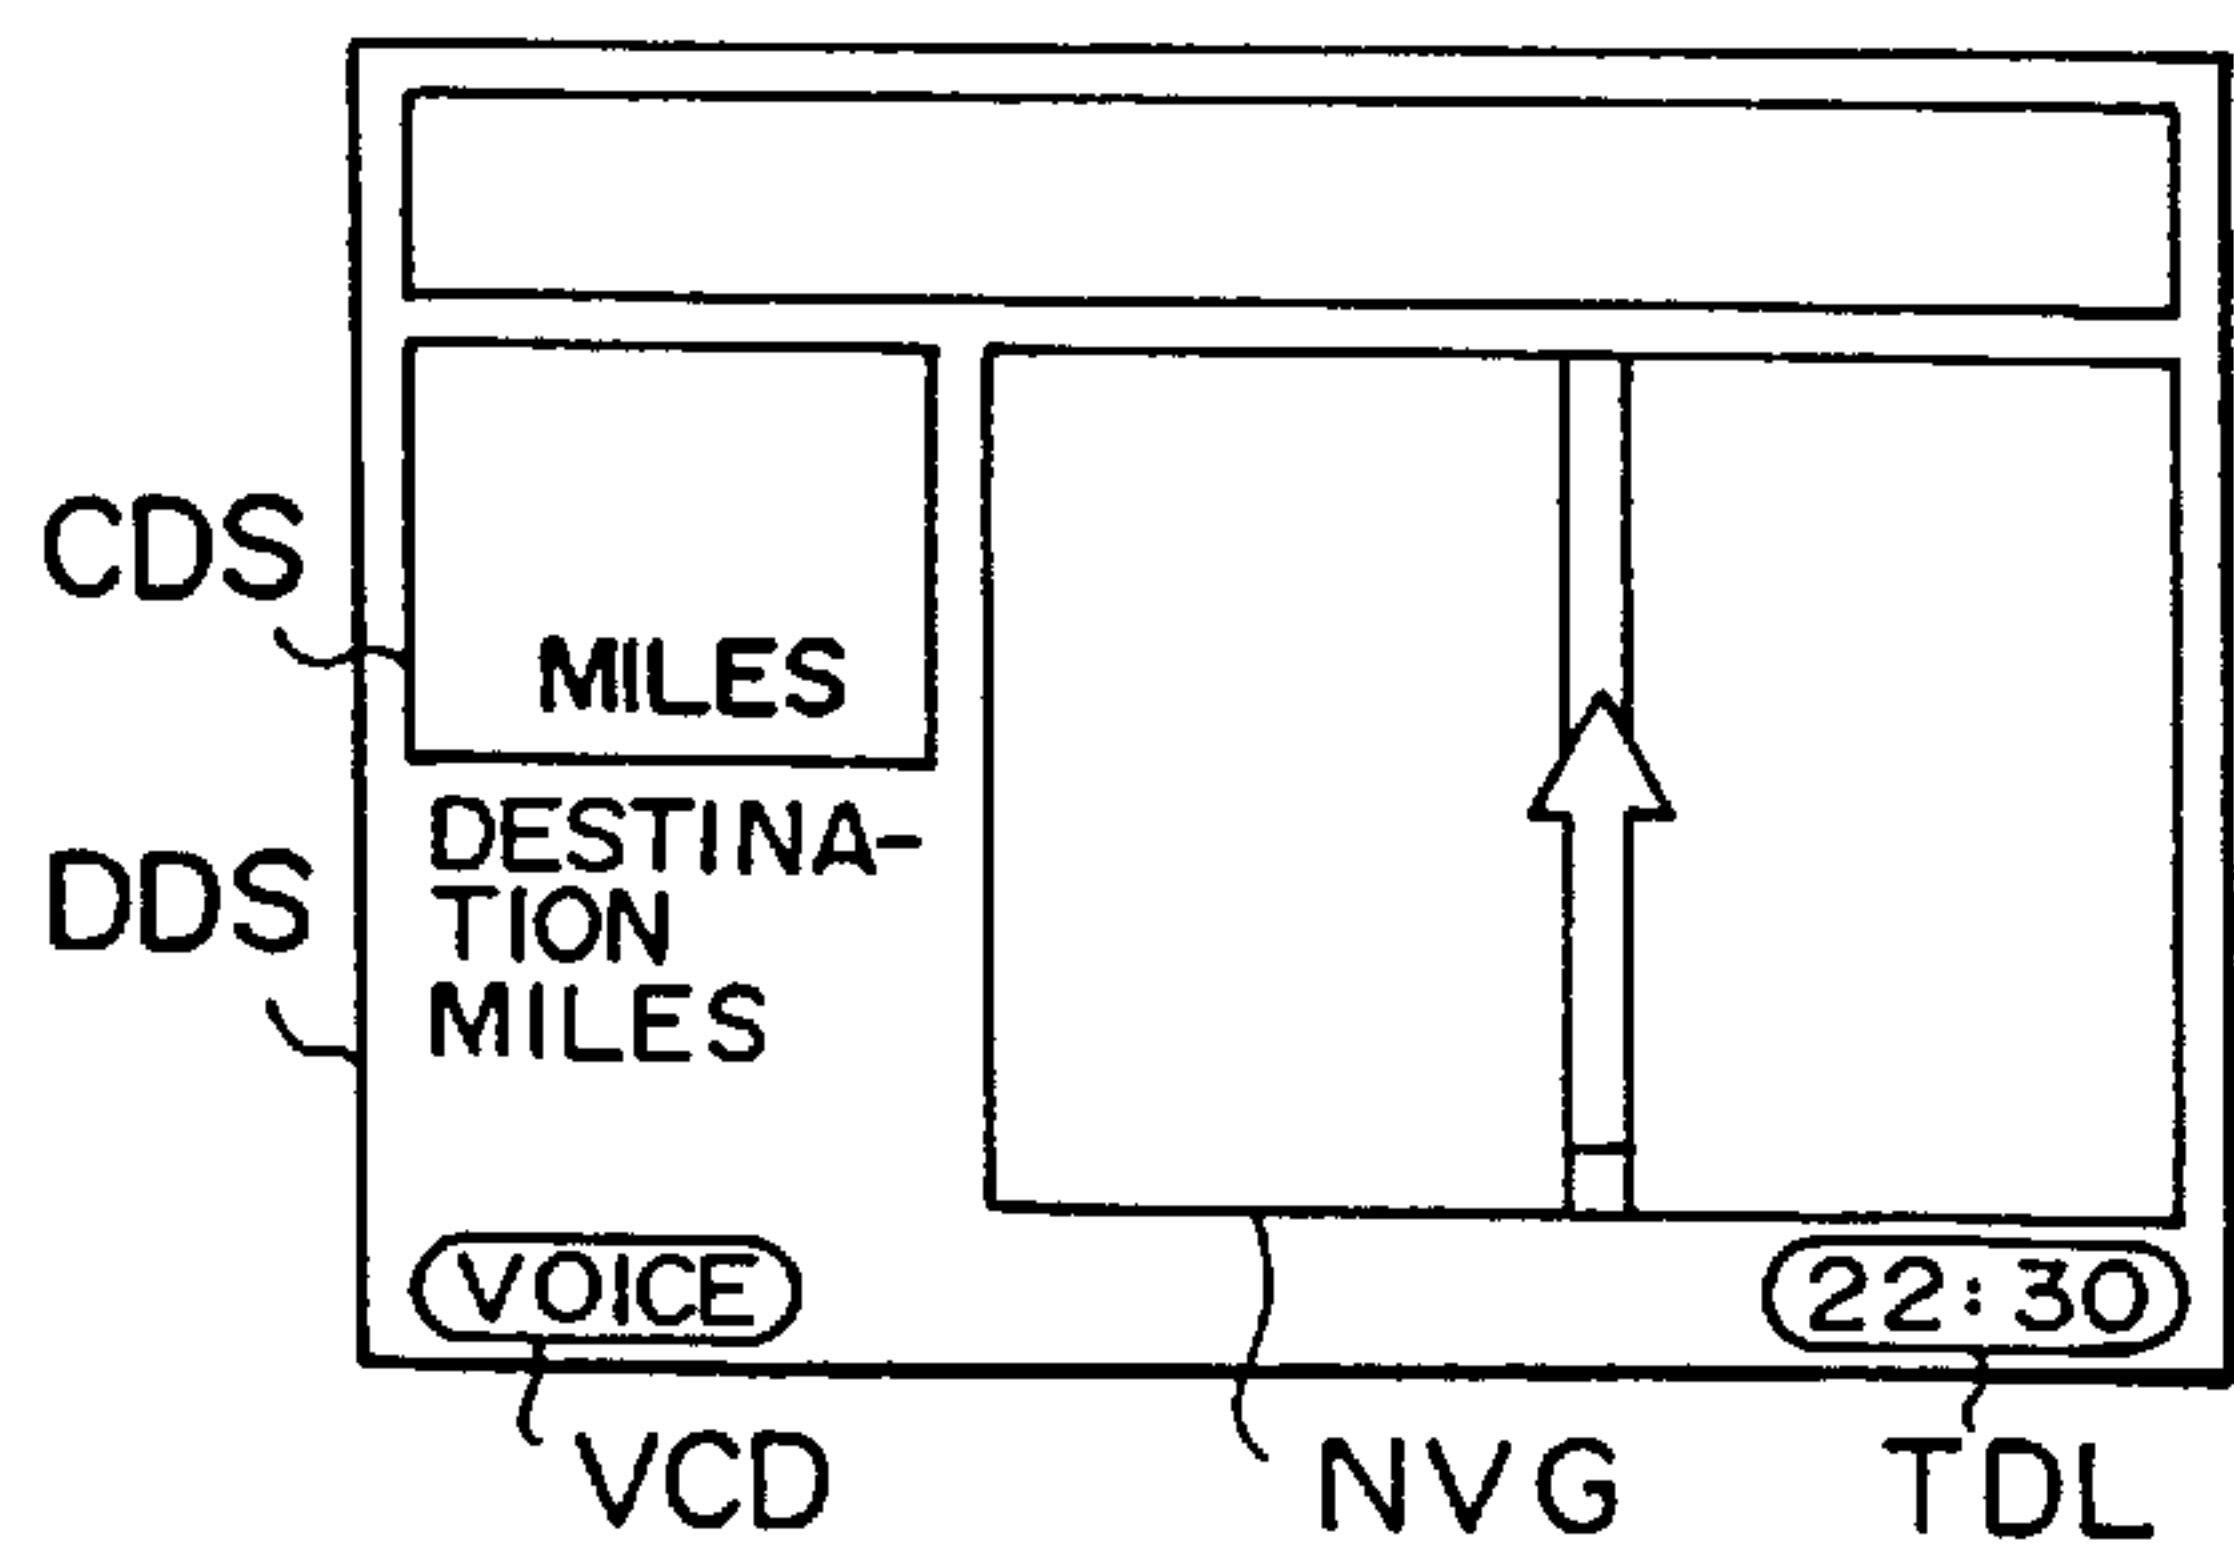 CDS
MILES
DESTINA-
TION
MILES
DDS
VOICE
22:30
VCD
NVG
TDL